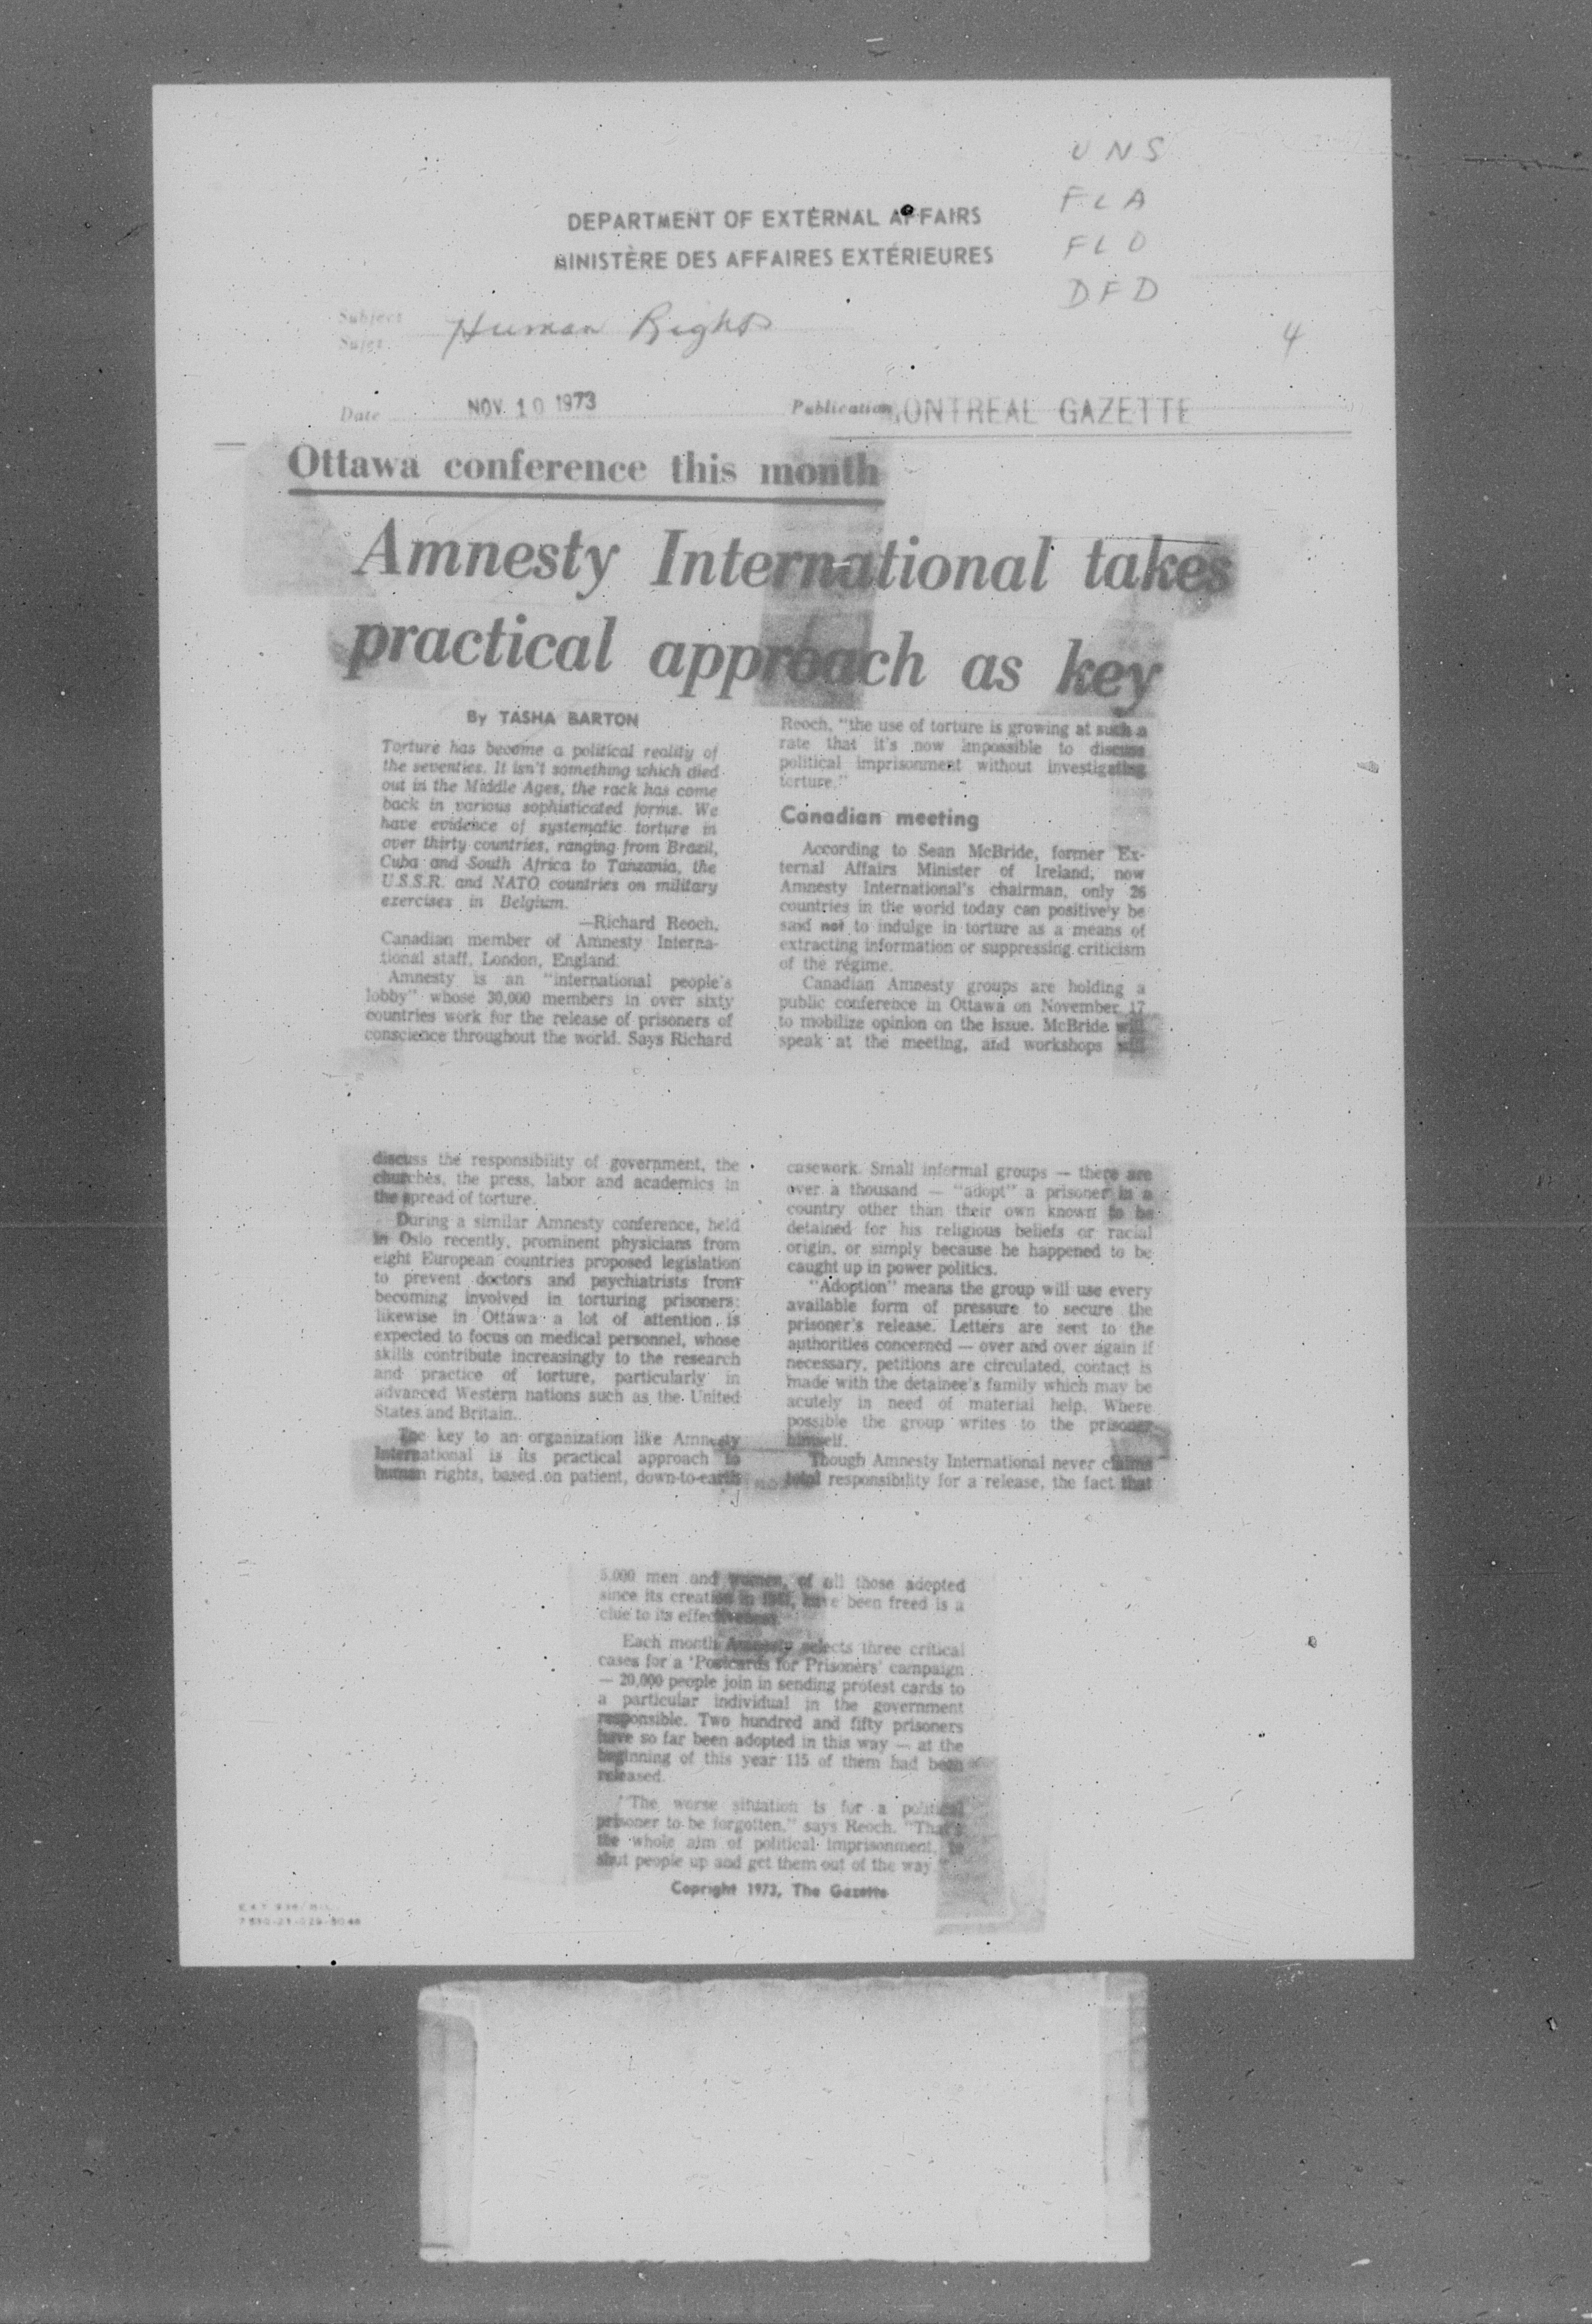 U N S
F L A
F L O
D F D
DEPARTMENT OF EXTERNAL AFFAIRS
MINISTÈRE DES AFFAIRES EXTÉRIEURES
Subject
Sujet
Human Rights
4
Date
NOV. 10 1973
Publication
MONTREAL GAZETTE
Ottawa conference this month
Amnesty International takes
practical approach as key
By TASHA BARTON
Torture has become a political reality of
the seventies. It isn't something which died
out in the Middle Ages, the rack has come
back in various sophisticated forms. We
have evidence of systematic torture in
over thirty countries, ranging from Brazil,
Cuba and South Africa to Tanzania, the
U.S.S.R. and NATO countries on military
exercises in Belgium.
—Richard Reoch,
Canadian member of Amnesty Interna-
tional staff, London, England.
Amnesty is an "international people's
lobby" whose 30,000 members in over sixty
countries work for the release of prisoners of
conscience throughout the world. Says Richard
Reoch, "the use of torture is growing at such a
rate that it's now impossible to discuss
political imprisonment without investigating
torture."
Canadian meeting
According to Sean McBride, former Ex-
ternal Affairs Minister of Ireland, now
Amnesty International's chairman, only 26
countries in the world today can positively be
said not to indulge in torture as a means of
extracting information or suppressing criticism
of the régime.
Canadian Amnesty groups are holding a
public conference in Ottawa on November 17
to mobilize opinion on the issue. McBride will
speak at the meeting, and workshops will
discuss the responsibility of government, the
churches, the press, labor and academics in
the spread of torture.
During a similar Amnesty conference, held
in Oslo recently, prominent physicians from
eight European countries proposed legislation
to prevent doctors and psychiatrists from
becoming involved in torturing prisoners;
likewise in Ottawa a lot of attention is
expected to focus on medical personnel, whose
skills contribute increasingly to the research
and practice of torture, particularly in
advanced Western nations such as the United
States and Britain.
The key to an organization like Amnesty
International is its practical approach to
human rights, based on patient, down-to-earth
casework. Small informal groups — there are
over a thousand — "adopt" a prisoner in a
country other than their own known to be
detained for his religious beliefs or racial
origin, or simply because he happened to be
caught up in power politics.
"Adoption" means the group will use every
available form of pressure to secure the
prisoner's release. Letters are sent to the
authorities concerned — over and over again if
necessary, petitions are circulated, contact is
made with the detainee's family which may be
acutely in need of material help. Where
possible the group writes to the prisoner
himself.
Though Amnesty International never claims
total responsibility for a release, the fact that
5,000 men and women, of all those adopted
since its creation in have been freed is a
clue to its effectiveness.
Each month Amnesty selects three critical
cases for a 'Postcards for Prisoners' campaign
— 20,000 people join in sending protest cards to
a particular individual in the government
responsible. Two hundred and fifty prisoners
have so far been adopted in this way — at the
beginning of this year 115 of them had been
released.
"The worse situation is for a political
prisoner to be forgotten," says Reoch. "That's
the whole aim of political imprisonment, to
shut people up and get them out of the way."
Copright 1973, The Gazette